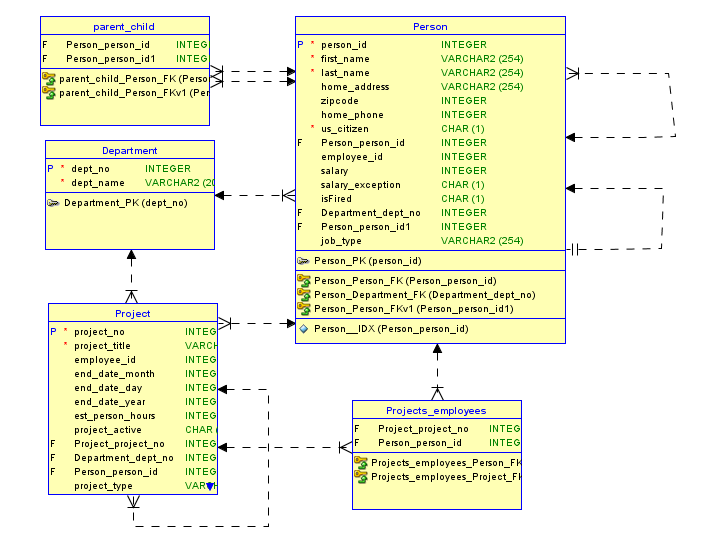 parent_child
F Person_person_id INTEG
F Person_person_id1 INTEG
parent_child_Person_FK (Perso
parent_child_Person_FKv1 (Per
Person
P * person_id INTEGER
* first_name VARCHAR2 (254)
* last_name VARCHAR2 (254)
home_address VARCHAR2 (254)
zipcode INTEGER
home_phone INTEGER
* us_citizen CHAR (1)
F Person_person_id INTEGER
employee_id INTEGER
salary INTEGER
salary_exception CHAR (1)
isFired CHAR (1)
F Department_dept_no INTEGER
F Person_person_id1 INTEGER
job_type VARCHAR2 (254)
Person_PK (person_id)
Person_Person_FK (Person_person_id)
Person_Department_FK (Department_dept_no)
Person_Person_FKv1 (Person_person_id1)
Person__IDX (Person_person_id)
Department
P * dept_no INTEGER
* dept_name VARCHAR2 (20
Department_PK (dept_no)
Project
P * project_no INTEG
* project_title VARCH
employee_id INTEG
end_date_month INTEG
end_date_day INTEG
end_date_year INTEG
est_person_hours INTEG
project_active CHAR (
F Project_project_no INTEG
F Department_dept_no INTEG
F Person_person_id INTEG
project_type VARCH
Projects_employees
F Project_project_no INTEG
F Person_person_id INTEG
Projects_employees_Person_FK
Projects_employees_Project_FK